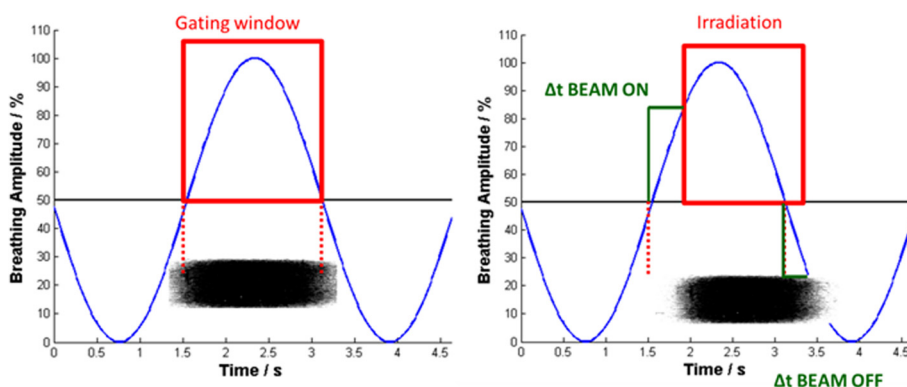 Gating window
110
100
90
80
70
60
50
40
30
20
10
0
Breathing Amplitude / %
0 0.5 1 1.5 2 2.5 3 3.5 4 4.5
Time / s
Irradiation
110
100
90
80
70
60
50
40
30
20
10
0
Breathing Amplitude / %
Δt BEAM ON
0 0.5 1 1.5 2 2.5 3 3.5 4 4.5
Time / s
Δt BEAM OFF